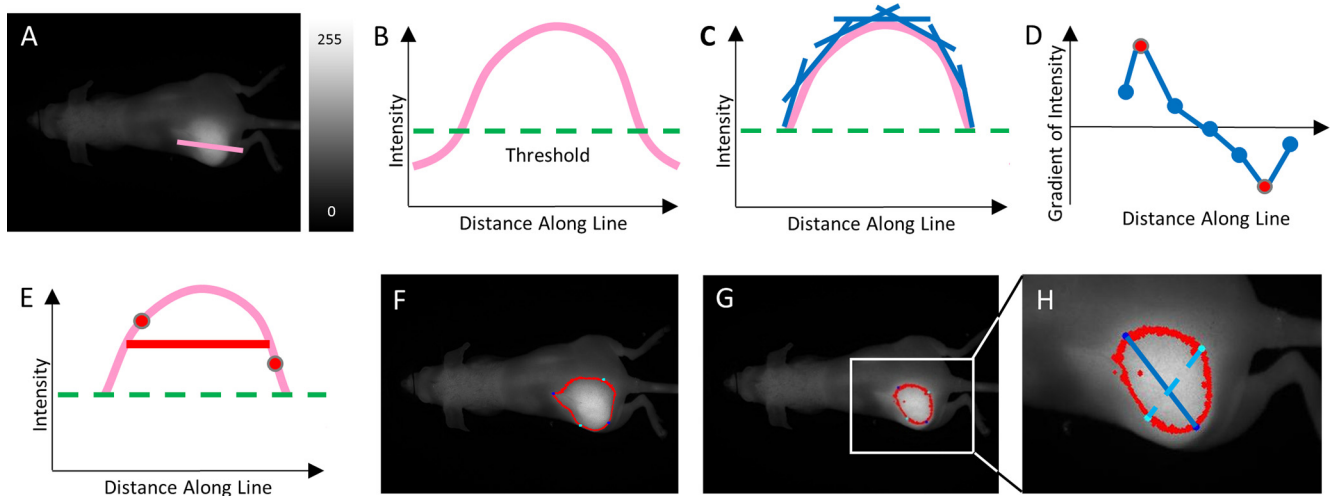 A
255
0
B
Intensity
Threshold
Distance Along Line
C
Intensity
Distance Along Line
D
Gradient of Intensity
Distance Along Line
E
Intensity
Distance Along Line
F
G
H